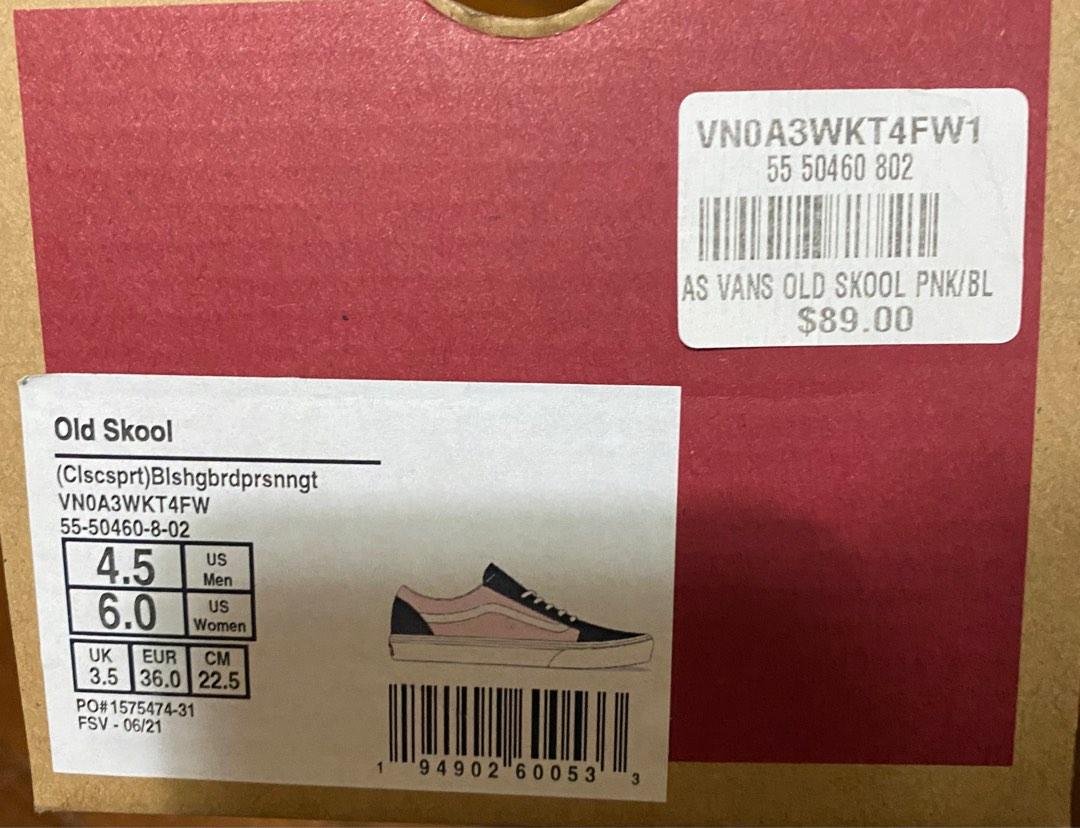 VN0A3WKT4FW1
55 50460 802
AS VANS OLD SKOOL PNK/BL
$89.00
Old Skool
(Clscsprt)Blshgbrdprsnngt
VN0A3WKT4FW
55-50460-8-02
4.5 US Men
6.0 US Women
UK EUR CM
3.5 36.0 22.5
PO#1575474-31
FSV - 06/21
1 94902 60053 3